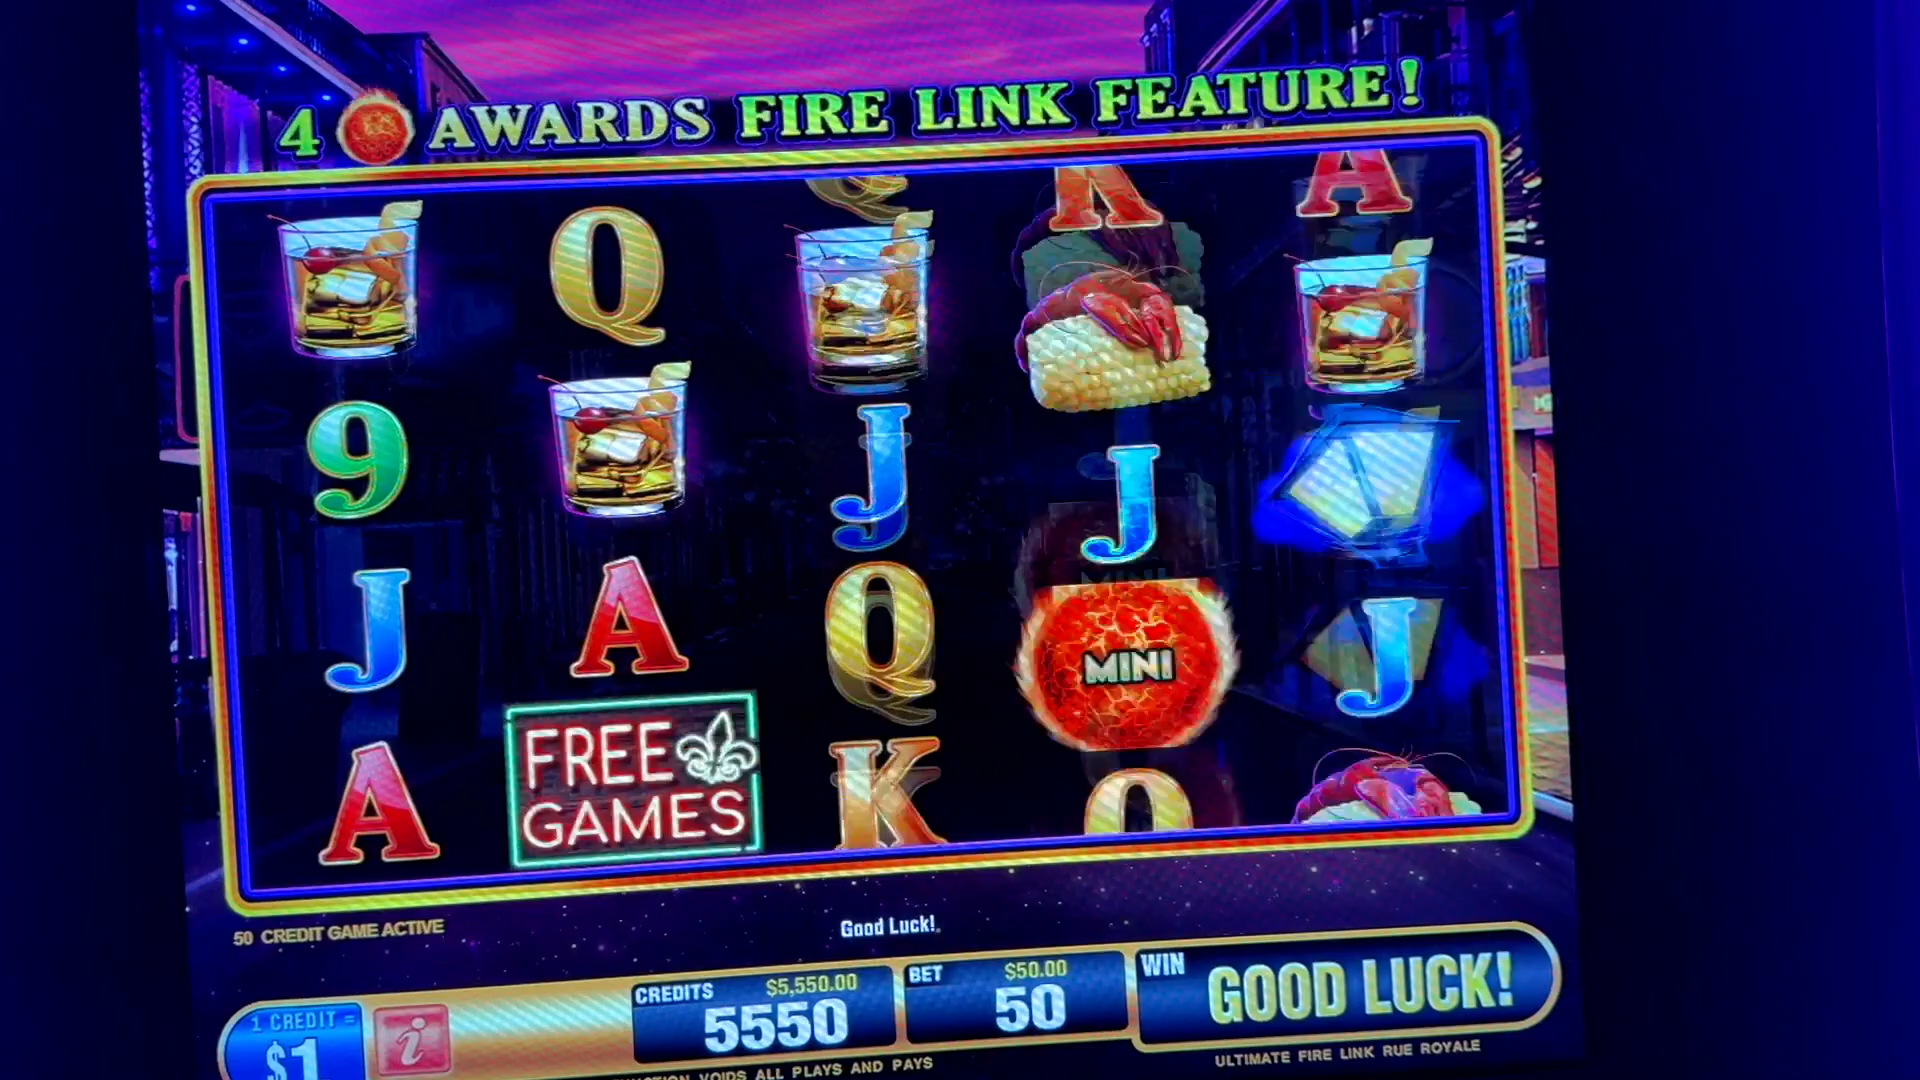 4 AWARDS FIRE LINK FEATURE!
Q K A
Q
9 J J
J A Q MINI J
A FREE GAMES K Q
50 CREDIT GAME ACTIVE
Good Luck!
1 CREDIT =
$1
i
CREDITS $5,550.00
5550
BET $50.00
50
WIN GOOD LUCK!
VOIDS ALL PLAYS AND PAYS
ULTIMATE FIRE LINK RUE ROYALE